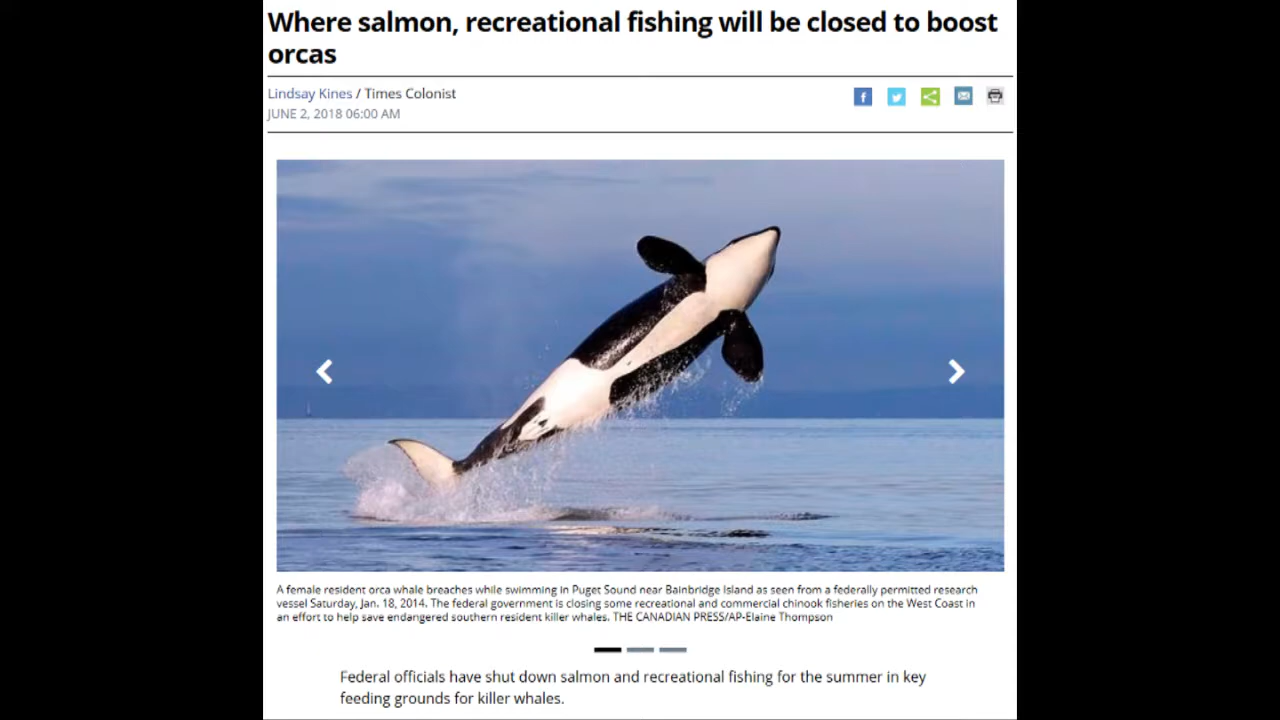 Where salmon, recreational fishing will be closed to boost
orcas
Lindsay Kines / Times Colonist
JUNE 2, 2018 06:00 AM
A female resident orca whale breaches while swimming in Puget Sound near Bainbridge Island as seen from a federally permitted research
vessel Saturday, Jan. 18, 2014. The federal government is closing some recreational and commercial chinook fisheries on the West Coast in
an effort to help save endangered southern resident killer whales. THE CANADIAN PRESS/AP-Elaine Thompson
Federal officials have shut down salmon and recreational fishing for the summer in key
feeding grounds for killer whales.